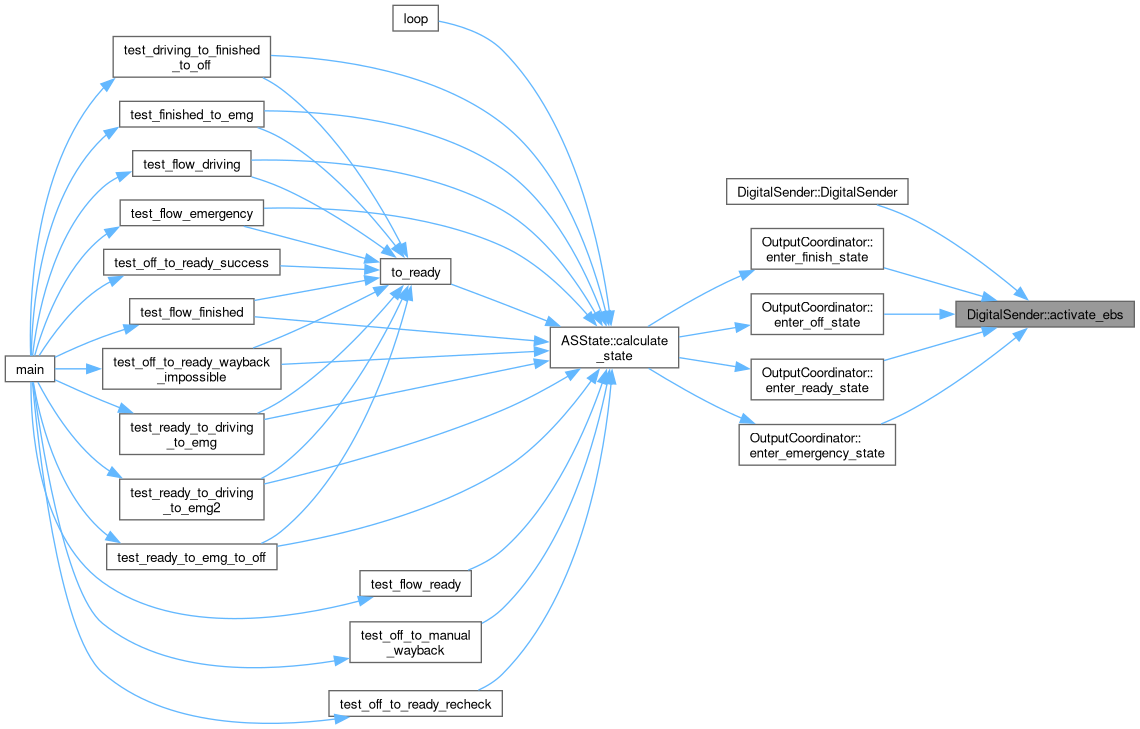 loop
test_driving_to_finished
_to_off
test_finished_to_emg
test_flow_driving
DigitalSender::DigitalSender
test_flow_emergency
OutputCoordinator::
enter_finish_state
test_off_to_ready_success
to_ready
test_flow_finished
OutputCoordinator::
enter_off_state
DigitalSender::activate_ebs
ASState::calculate
_state
main
test_off_to_ready_wayback
_impossible
OutputCoordinator::
enter_ready_state
test_ready_to_driving
_to_emg
OutputCoordinator::
enter_emergency_state
test_ready_to_driving
_to_emg2
test_ready_to_emg_to_off
test_flow_ready
test_off_to_manual
_wayback
test_off_to_ready_recheck